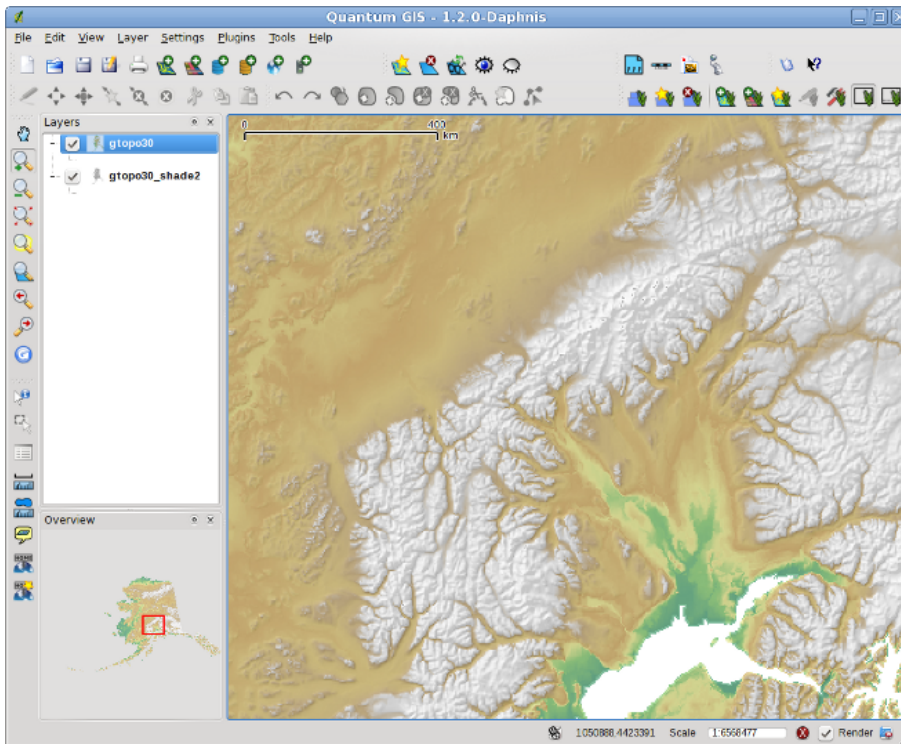 Quantum GIS - 1.2.0-Daphnis
File Edit View Layer Settings Plugins Tools Help
Layers
gtopo30
gtopo30_shade2
0 400
km
Overview
1050888,4423391 Scale 1:6568477 Render